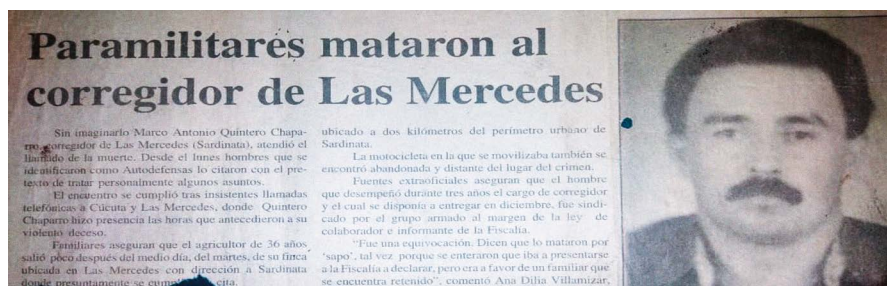 Paramilitares mataron al
corregidor de Las Mercedes
Sin imaginarlo Marco Antonio Quintero Chapa-
rro, corregidor de Las Mercedes (Sardinata), atendió el
llamado de la muerte. Desde el lunes hombres que se
identificaron como Autodefensas lo citaron con el pre-
texto de tratar personalmente algunos asuntos.
El encuentro se cumplió tras insistentes llamadas
telefónicas a Cúcuta y Las Mercedes, donde Quintero
Chaparro hizo presencia las horas que antecedieron a su
violento deceso.
Familiares aseguran que el agricultor de 36 años
salió poco después del medio día, del martes, de su finca
ubicada en Las Mercedes con dirección a Sardinata
donde presuntamente se cita.
ubicado a dos kilómetros del perímetro urbano de
Sardinata.
La motocicleta en la que se movilizaba también se
encontró abandonada y distante del lugar del crimen.
Fuentes extraoficiales aseguran que el hombre
que desempeñó durante tres años el cargo de corregidor
y el cual se disponía a entregar en diciembre, fue sindi-
cado por el grupo armado al margen de la ley de
colaborador e informante de la Fiscalía.
"Fue una equivocación. Dicen que lo mataron por
'sapo', tal vez porque se enteraron que iba a presentarse
a la Fiscalía a declarar, pero era a favor de un familiar que
se encuentra retenido", comentó Ana Dilia Villamizar,